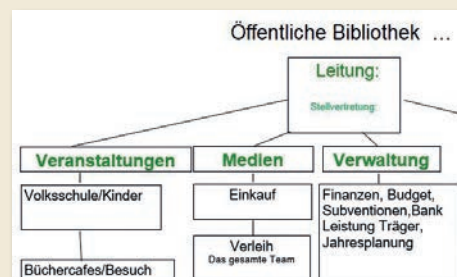 Öffentliche Bibliothek ...
Leitung:
Stellvertretung:
Veranstaltungen
Medien
Verwaltung
Volksschule/Kinder
Büchercafes/Besuch
Einkauf
Verleih
Das gesamte Team
Finanzen, Budget,
Subventionen,Bank
Leistung Träger,
Jahresplanung